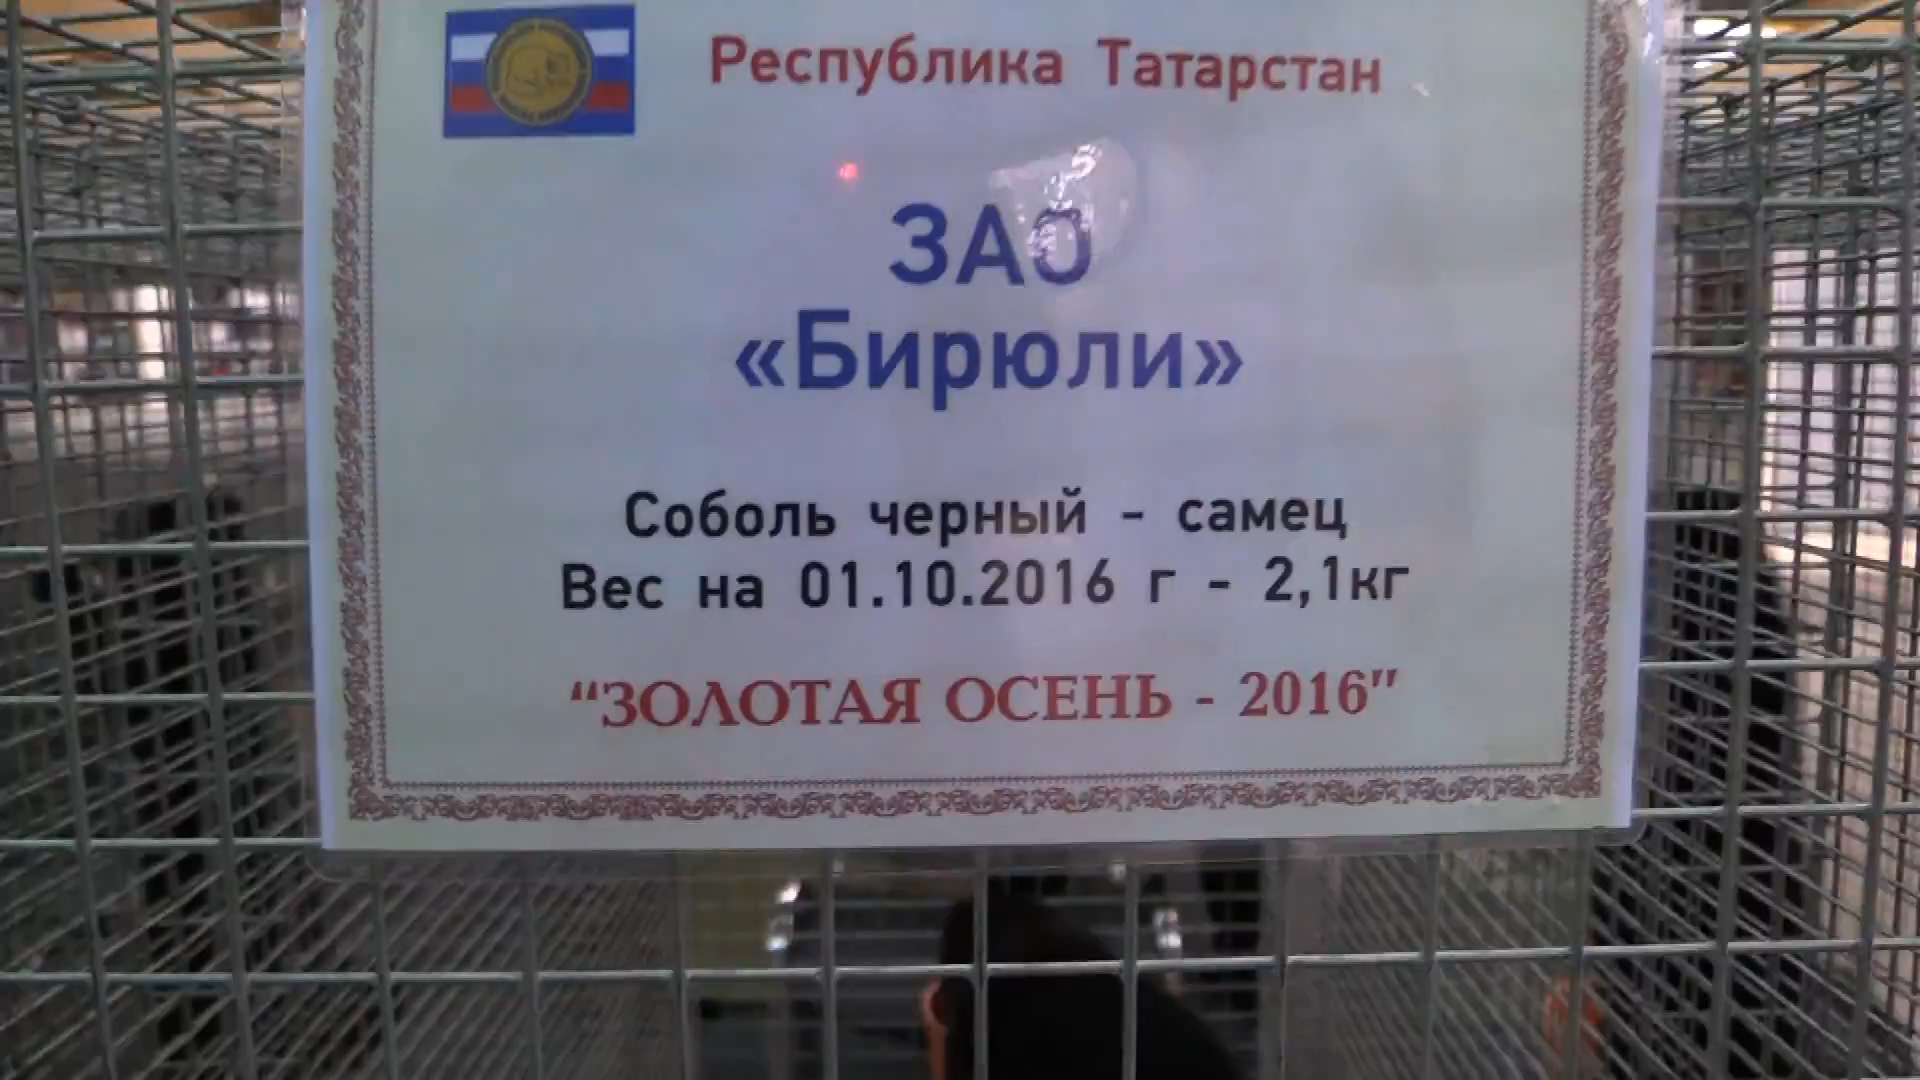 Республика Татарстан
ЗАО
«Бирюли»
Соболь черный - самец
Вес на 01.10.2016 г - 2,1кг
“ЗОЛОТАЯ ОСЕНЬ - 2016”